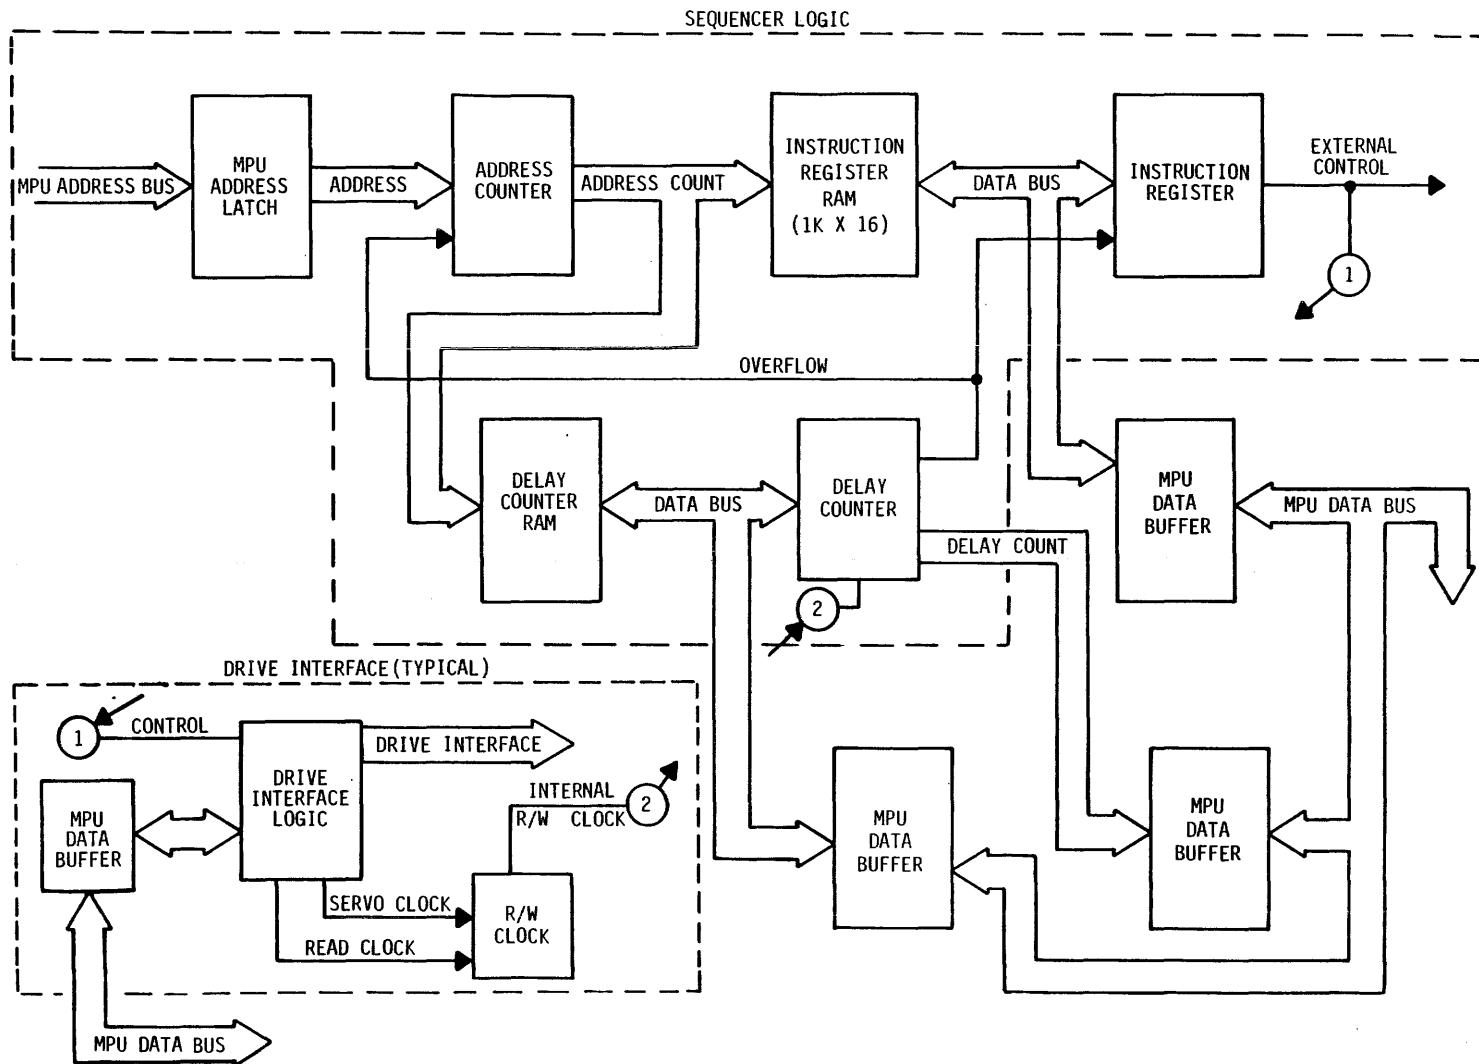 SEQUENCER LOGIC
MPU ADDRESS BUS
MPU
ADDRESS
LATCH
ADDRESS
ADDRESS
COUNTER
ADDRESS COUNT
INSTRUCTION
REGISTER
RAM
(1K X 16)
DATA BUS
INSTRUCTION
REGISTER
EXTERNAL
CONTROL
1
OVERFLOW
DELAY
COUNTER
RAM
DATA BUS
DELAY
COUNTER
DELAY COUNT
2
MPU
DATA
BUFFER
MPU DATA BUS
DRIVE INTERFACE(TYPICAL)
1
CONTROL
DRIVE
INTERFACE
LOGIC
DRIVE INTERFACE
INTERNAL
R/W CLOCK
2
MPU
DATA
BUFFER
SERVO CLOCK
READ CLOCK
R/W
CLOCK
MPU DATA BUS
MPU
DATA
BUFFER
MPU
DATA
BUFFER